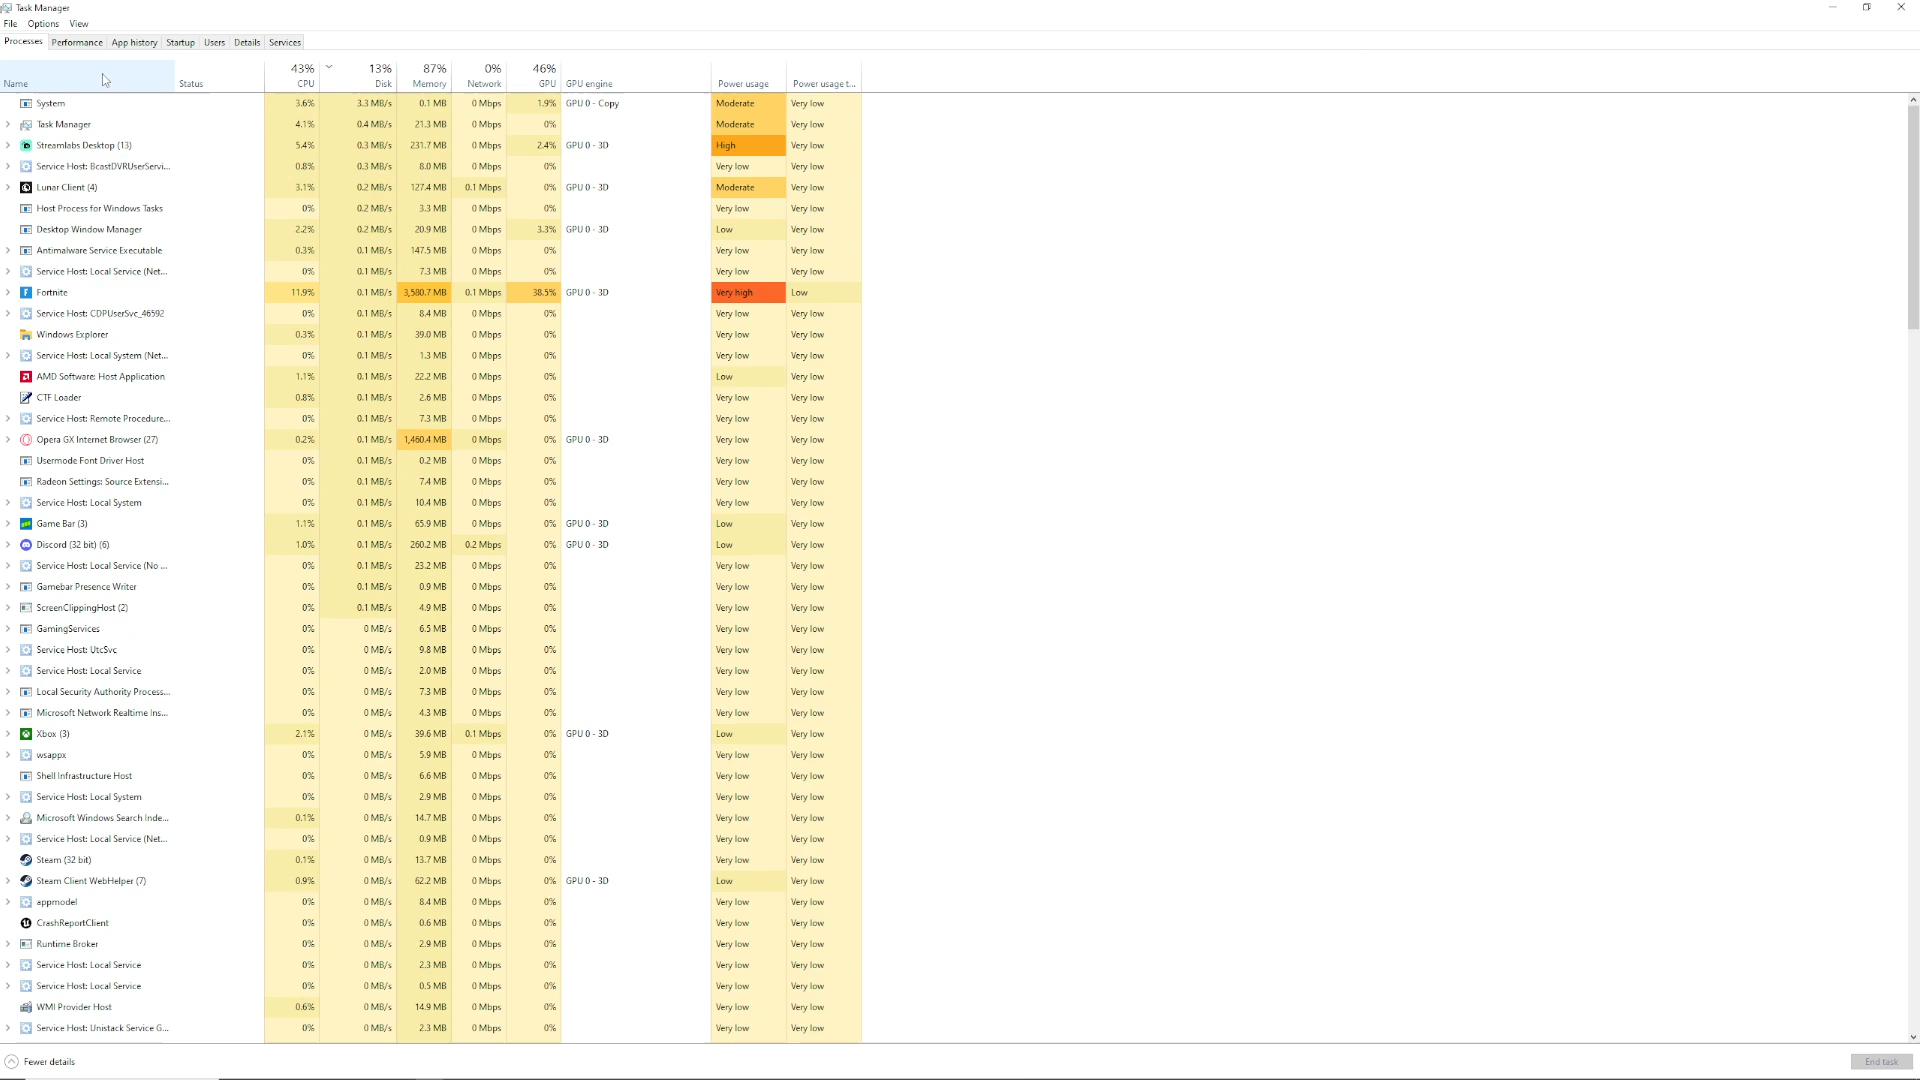 Task Manager
File Options View
Processes Performance App history Startup Users Details Services
43% 13% 87% 0% 46%
Name Status CPU Disk Memory Network GPU GPU engine Power usage Power usage t...
System 3.6% 3.3 MB/s 0.1 MB 0 Mbps 1.9% GPU 0 - Copy Moderate Very low
Task Manager 4.1% 0.4 MB/s 21.3 MB 0 Mbps 0% Moderate Very low
Streamlabs Desktop (13) 5.4% 0.3 MB/s 231.7 MB 0 Mbps 2.4% GPU 0 - 3D High Very low
Service Host: BcastDVRUserServi... 0.8% 0.3 MB/s 8.0 MB 0 Mbps 0% Very low Very low
Lunar Client (4) 3.1% 0.2 MB/s 127.4 MB 0.1 Mbps 0% GPU 0 - 3D Moderate Very low
Host Process for Windows Tasks 0% 0.2 MB/s 3.3 MB 0 Mbps 0% Very low Very low
Desktop Window Manager 2.2% 0.2 MB/s 20.9 MB 0 Mbps 3.3% GPU 0 - 3D Low Very low
Antimalware Service Executable 0.3% 0.1 MB/s 147.5 MB 0 Mbps 0% Very low Very low
Service Host: Local Service (Net... 0% 0.1 MB/s 7.3 MB 0 Mbps 0% Very low Very low
Fortnite 11.9% 0.1 MB/s 3,580.7 MB 0.1 Mbps 38.5% GPU 0 - 3D Very high Low
Service Host: CDPUserSvc_46592 0% 0.1 MB/s 8.4 MB 0 Mbps 0% Very low Very low
Windows Explorer 0.3% 0.1 MB/s 39.0 MB 0 Mbps 0% Very low Very low
Service Host: Local System (Net... 0% 0.1 MB/s 1.3 MB 0 Mbps 0% Very low Very low
AMD Software: Host Application 1.1% 0.1 MB/s 22.2 MB 0 Mbps 0% Low Very low
CTF Loader 0.8% 0.1 MB/s 2.6 MB 0 Mbps 0% Very low Very low
Service Host: Remote Procedure... 0% 0.1 MB/s 7.3 MB 0 Mbps 0% Very low Very low
Opera GX Internet Browser (27) 0.2% 0.1 MB/s 1,460.4 MB 0 Mbps 0% GPU 0 - 3D Very low Very low
Usermode Font Driver Host 0% 0.1 MB/s 0.2 MB 0 Mbps 0% Very low Very low
Radeon Settings: Source Extensi... 0% 0.1 MB/s 7.4 MB 0 Mbps 0% Very low Very low
Service Host: Local System 0% 0.1 MB/s 10.4 MB 0 Mbps 0% Very low Very low
Game Bar (3) 1.1% 0.1 MB/s 65.9 MB 0 Mbps 0% GPU 0 - 3D Low Very low
Discord (32 bit) (6) 1.0% 0.1 MB/s 260.2 MB 0.2 Mbps 0% GPU 0 - 3D Low Very low
Service Host: Local Service (No ... 0% 0.1 MB/s 23.2 MB 0 Mbps 0% Very low Very low
Gamebar Presence Writer 0% 0.1 MB/s 0.9 MB 0 Mbps 0% Very low Very low
ScreenClippingHost (2) 0% 0.1 MB/s 4.9 MB 0 Mbps 0% Very low Very low
GamingServices 0% 0 MB/s 6.5 MB 0 Mbps 0% Very low Very low
Service Host: UtcSvc 0% 0 MB/s 9.8 MB 0 Mbps 0% Very low Very low
Service Host: Local Service 0% 0 MB/s 2.0 MB 0 Mbps 0% Very low Very low
Local Security Authority Process... 0% 0 MB/s 7.3 MB 0 Mbps 0% Very low Very low
Microsoft Network Realtime Ins... 0% 0 MB/s 4.3 MB 0 Mbps 0% Very low Very low
Xbox (3) 2.1% 0 MB/s 39.6 MB 0.1 Mbps 0% GPU 0 - 3D Low Very low
wsappx 0% 0 MB/s 5.9 MB 0 Mbps 0% Very low Very low
Shell Infrastructure Host 0% 0 MB/s 6.6 MB 0 Mbps 0% Very low Very low
Service Host: Local System 0% 0 MB/s 2.9 MB 0 Mbps 0% Very low Very low
Microsoft Windows Search Inde... 0.1% 0 MB/s 14.7 MB 0 Mbps 0% Very low Very low
Service Host: Local Service (Net... 0% 0 MB/s 0.9 MB 0 Mbps 0% Very low Very low
Steam (32 bit) 0.1% 0 MB/s 13.7 MB 0 Mbps 0% Very low Very low
Steam Client WebHelper (7) 0.9% 0 MB/s 62.2 MB 0 Mbps 0% GPU 0 - 3D Low Very low
appmodel 0% 0 MB/s 8.4 MB 0 Mbps 0% Very low Very low
CrashReportClient 0% 0 MB/s 0.6 MB 0 Mbps 0% Very low Very low
Runtime Broker 0% 0 MB/s 2.9 MB 0 Mbps 0% Very low Very low
Service Host: Local Service 0% 0 MB/s 2.3 MB 0 Mbps 0% Very low Very low
Service Host: Local Service 0% 0 MB/s 0.5 MB 0 Mbps 0% Very low Very low
WMI Provider Host 0.6% 0 MB/s 14.9 MB 0 Mbps 0% Very low Very low
Service Host: Unistack Service G... 0% 0 MB/s 2.3 MB 0 Mbps 0% Very low Very low
Fewer details End task